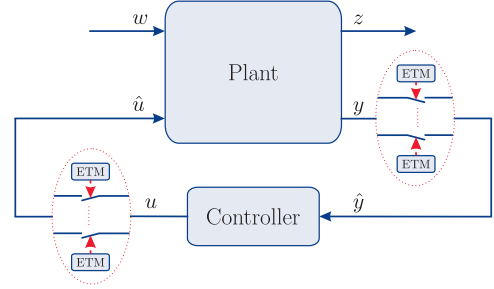 w
z
ETM
Plant
û
y
ETM
ETM
u
Controller
ŷ
ETM